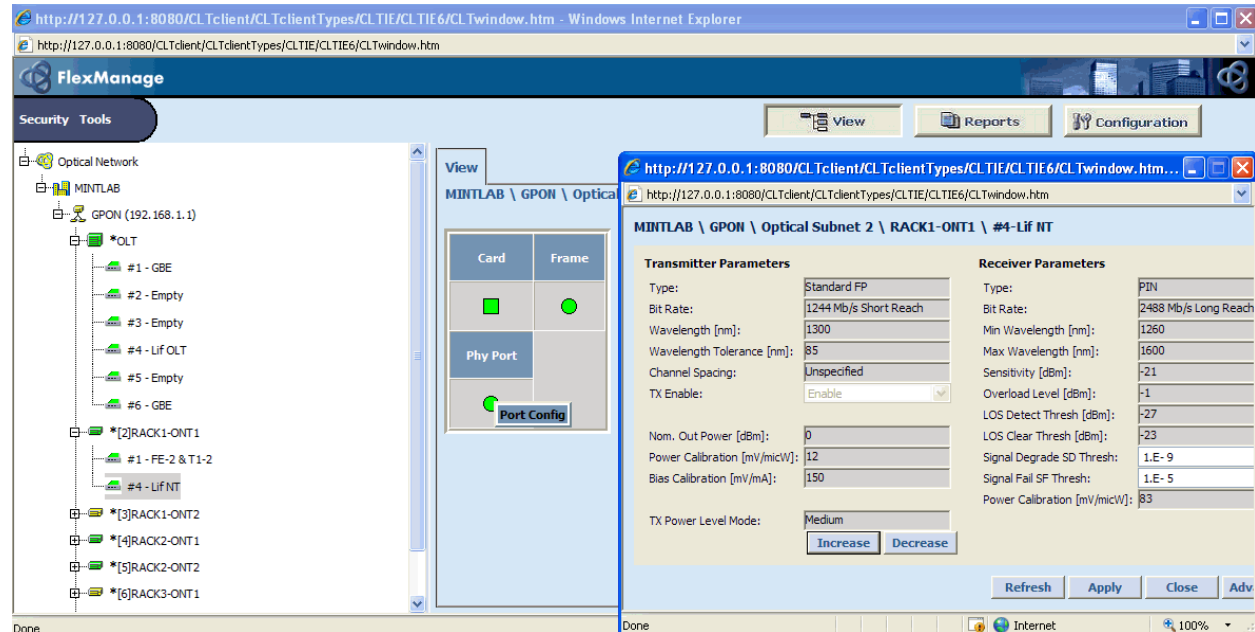 http://127.0.0.1:8080/CLTclient/CLTclientTypes/CLTIE/CLTIE6/CLTwindow.htm - Windows Internet Explorer
http://127.0.0.1:8080/CLTclient/CLTclientTypes/CLTIE/CLTIE6/CLTwindow.htm
FlexManage
Security Tools
View
Reports
Configuration
Optical Network
MINTLAB
GPON (192.168.1.1)
*OLT
#1 - GBE
#2 - Empty
#3 - Empty
#4 - Lif OLT
#5 - Empty
#6 - GBE
*[2]RACK1-ONT1
#1 - FE-2 & T1-2
#4 - Lif NT
*[3]RACK1-ONT2
*[4]RACK2-ONT1
*[5]RACK2-ONT2
*[6]RACK3-ONT1
View
MINTLAB \ GPON \ Optical
Card Frame
Phy Port
Port Config
http://127.0.0.1:8080/CLTclient/CLTclientTypes/CLTIE/CLTIE6/CLTwindow.htm...
http://127.0.0.1:8080/CLTclient/CLTclientTypes/CLTIE/CLTIE6/CLTwindow.htm
MINTLAB \ GPON \ Optical Subnet 2 \ RACK1-ONT1 \ #4-Lif NT
Transmitter Parameters
Type: Standard FP
Bit Rate: 1244 Mb/s Short Reach
Wavelength [nm]: 1300
Wavelength Tolerance [nm]: 85
Channel Spacing: Unspecified
TX Enable: Enable
Nom. Out Power [dBm]: 0
Power Calibration [mV/micW]: 12
Bias Calibration [mV/mA]: 150
TX Power Level Mode: Medium
Increase Decrease
Receiver Parameters
Type: PIN
Bit Rate: 2488 Mb/s Long Reach
Min Wavelength [nm]: 1260
Max Wavelength [nm]: 1600
Sensitivity [dBm]: -21
Overload Level [dBm]: -1
LOS Detect Thresh [dBm]: -27
LOS Clear Thresh [dBm]: -23
Signal Degrade SD Thresh: 1.E- 9
Signal Fail SF Thresh: 1.E- 5
Power Calibration [mV/micW]: 83
Refresh Apply Close Adv
Done
Done Internet 100%